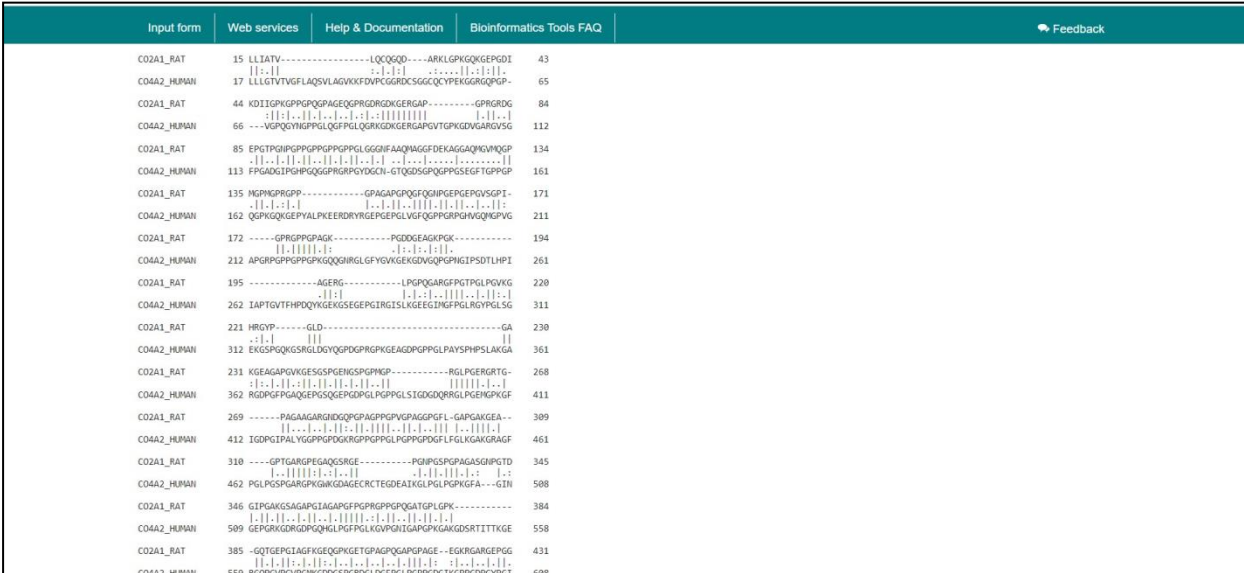 Input form Web services Help & Documentation Bioinformatics Tools FAQ Feedback
CO2A1_RAT 15 LLIATV-----------------LQCQGQD----ARKLGPKGQKGEPGDI 43
CO4A2_HUMAN 17 LLLGTVTVGFLAQSVLAGVKKFDVPCGGRDCSGGCQCYPEKGGRGQPGP- 65
CO2A1_RAT 44 KDIIGPKGPPGPQGPAGEQGPRGDRGDKGERGAP---------GPRGRDG 84
CO4A2_HUMAN 66 ---VGPQGYNGPPGLQGFPGLQGRKGDKGERGAPGVTGPKGDVGARGVSG 112
CO2A1_RAT 85 EPGTPGNPGPPGPPGPPGPPGLGGGNFAAQMAGGFDEKAGGAQMGVMQGP 134
CO4A2_HUMAN 113 FPGADGIPGHPGQGGPRGRPGYDGCN-GTQGDSGPQGPPGSEGFTGPPGP 161
CO2A1_RAT 135 MGPMGPRGPP------------GPAGAPGPQGFQGNPGEPGEPGVSGPI- 171
CO4A2_HUMAN 162 QGPKGQKGEPYALPKEERDRYRGEPGEPGLVGFQGPPGRPGHVGQMGPVG 211
CO2A1_RAT 172 -----GPRGPPGPAGK-----------PGDDGEAGKPGK----------- 194
CO4A2_HUMAN 212 APGRPGPPGPPGPKGQQGNRGLGFYGVKGEKGDVGQPGPNGIPSDTLHPI 261
CO2A1_RAT 195 -------------AGERG---------LPGPQGARGFPGTPGLPGVKG 220
CO4A2_HUMAN 262 IAPTGVTFHPDQYKGEKGSEGEPGIRGISLKGEEGIMGFPGLRGYPGLSG 311
CO2A1_RAT 221 HRGYP------GLD-----------------------------------GA 230
CO4A2_HUMAN 312 EKGSPGQKGSRGLDGYQGPDGPRGPKGEAGDPGPPGLPAYSPHPSLAKGA 361
CO2A1_RAT 231 KGEAGAPGVKGESGSPGENGSPGPMGP-----------RGLPGERGRTG- 268
CO4A2_HUMAN 362 RGDPGFPGAQGEPGSQGEPGDPGLPGPPGLSIGDGDQRRGLPGEMGPKGF 411
CO2A1_RAT 269 ------PAGAAGARGNDGQPGPAGPPGPVGPAGGPGFL-GAPGAKGEA-- 309
CO4A2_HUMAN 412 IGDPGIPALYGGPPGPDGKRGPPGPPGLPGPPGPDGFLFGLKGAKGRAGF 461
CO2A1_RAT 310 ----GPTGARGPEGAQGSRGE----------PGNPGSPGPAGASGNPGTD 345
CO4A2_HUMAN 462 PGLPGSPGARGPKGWKGDAGECRCTEGDEAIKGLPGLPGPKGFA---GIN 508
CO2A1_RAT 346 GIPGAKGSAGAPGIAGAPGFPGPRGPPGPQGATGPLGPK----------- 384
CO4A2_HUMAN 509 GEPGRKGDRGDPGQHGLPGFPGLKGVPGNIGAPGPKGAKGDSRTITTKGE 558
CO2A1_RAT 385 -GQTGEPGIAGFKGEQGPKGETGPAGPQGAPGPAGE--EGKRGARGEPGG 431